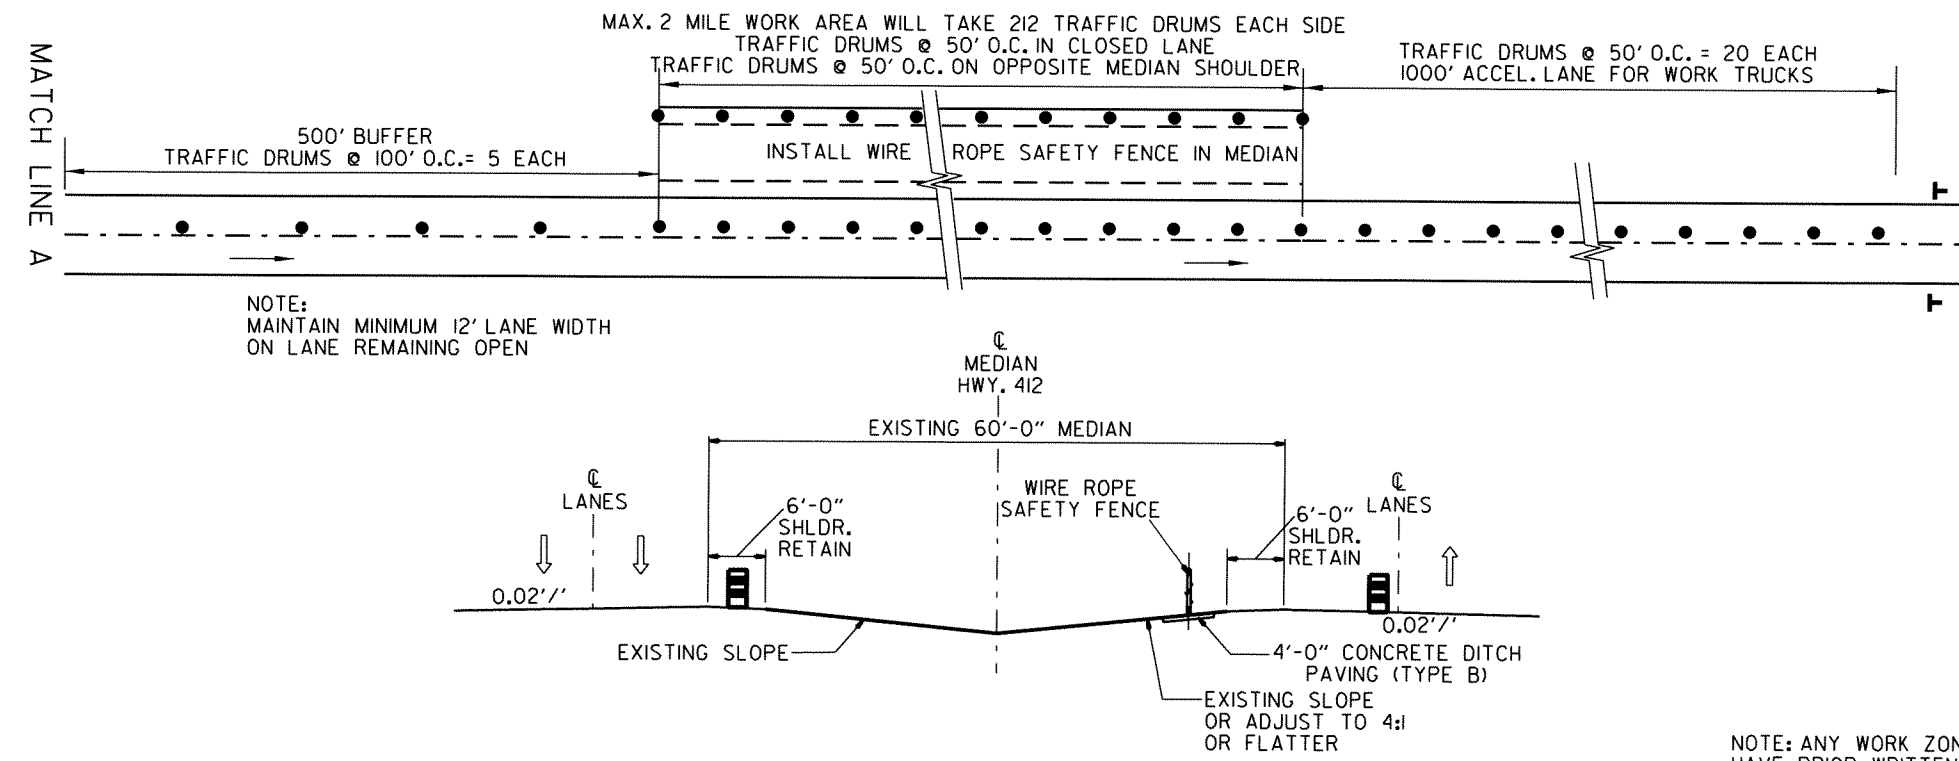 MAX. 2 MILE WORK AREA WILL TAKE 212 TRAFFIC DRUMS EACH SIDE
TRAFFIC DRUMS @ 50' O.C. IN CLOSED LANE
TRAFFIC DRUMS @ 50' O.C. ON OPPOSITE MEDIAN SHOULDER
TRAFFIC DRUMS @ 50' O.C. = 20 EACH
1000' ACCEL. LANE FOR WORK TRUCKS
MATCH LINE A
500' BUFFER
TRAFFIC DRUMS @ 100' O.C.= 5 EACH
INSTALL WIRE ROPE SAFETY FENCE IN MEDIAN
NOTE:
MAINTAIN MINIMUM 12' LANE WIDTH
ON LANE REMAINING OPEN
℄
MEDIAN
HWY. 412
EXISTING 60'-0" MEDIAN
℄
LANES
6'-0"
SHLDR.
RETAIN
WIRE ROPE
SAFETY FENCE
6'-0"
SHLDR.
RETAIN
℄
LANES
0.02'/'
0.02'/'
EXISTING SLOPE
4'-0" CONCRETE DITCH
PAVING (TYPE B)
EXISTING SLOPE
OR ADJUST TO 4:1
OR FLATTER
NOTE: ANY WORK ZON
HAVE PRIOR WRITTEN